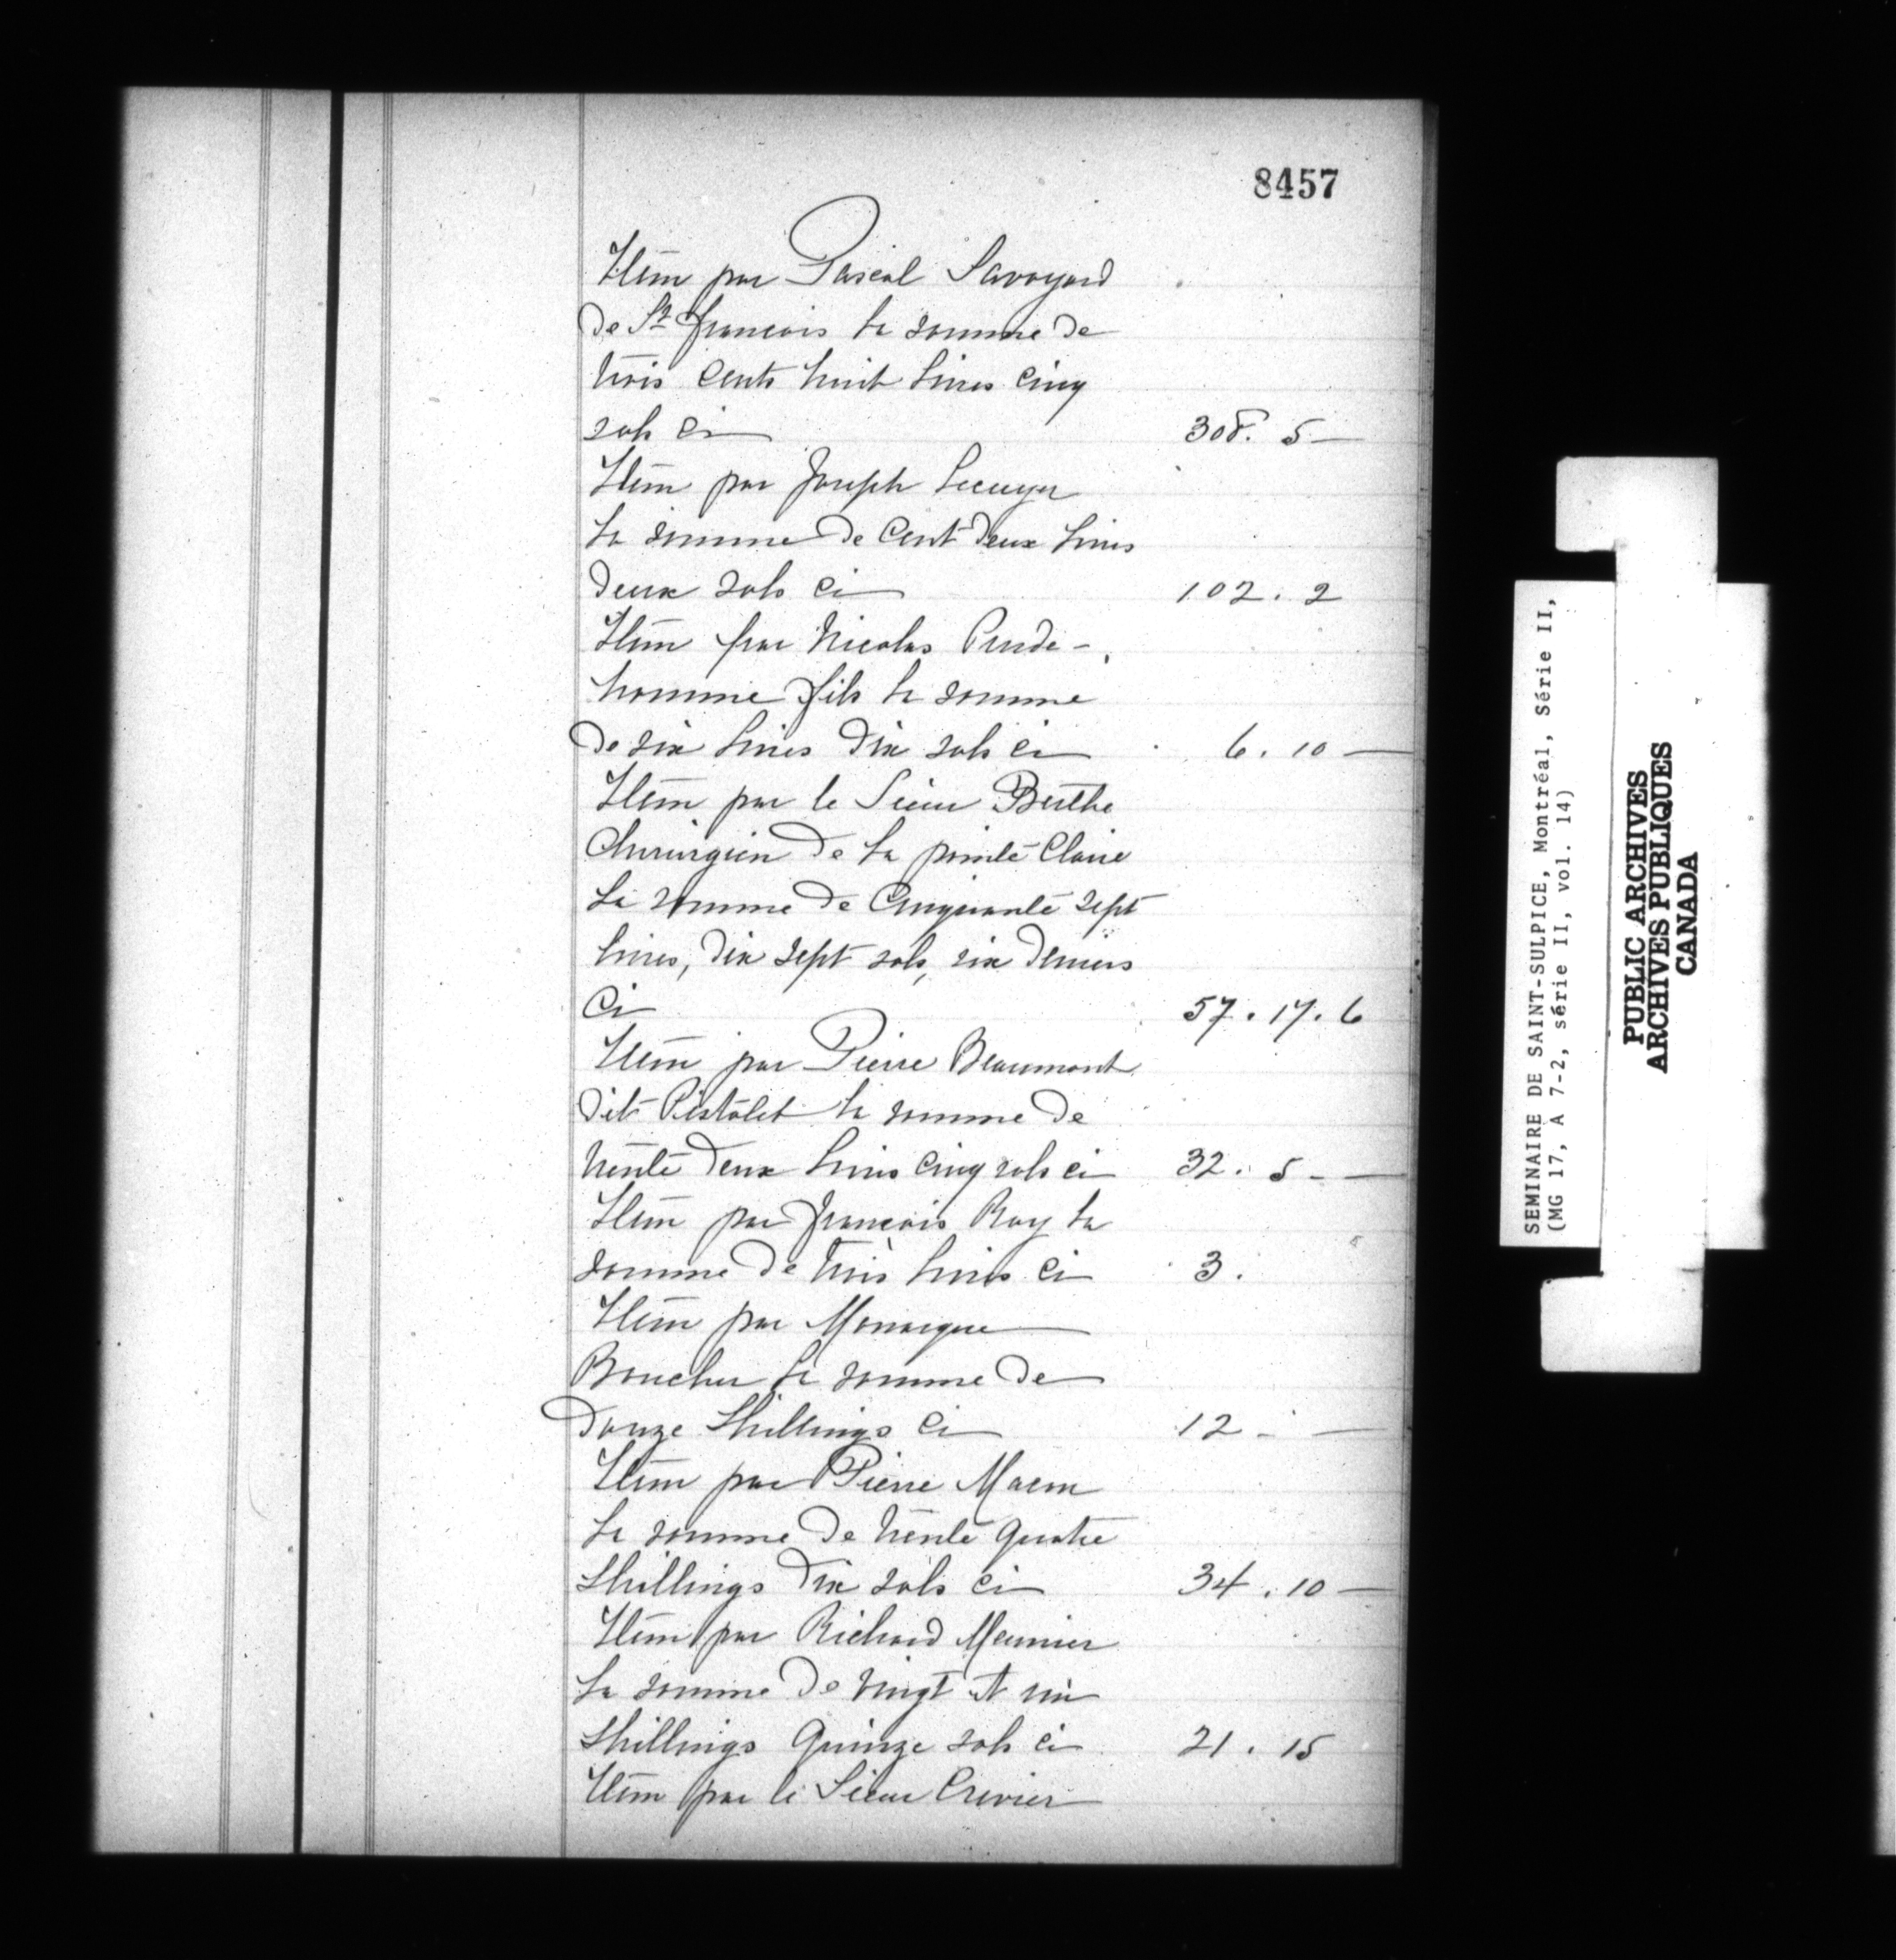 8457
Item par Pascal Savoyard
de St francois la somme de
trois cents huit livres cinq
sols ci 308. 5 —
Item par Joseph Lecuyer
la somme de cent deux livres
deux sols ci 102. 2
Item par Nicolas Prude-
homme fils la somme
de six livres dix sols ci 6. 10 —
Item par le Sieur Berthe
Chirurgien de la pointe Claire
la somme de Cinquante sept
livres, dix sept sols, six deniers
Ci 57. 17. 6
Item par Pierre Beaumont
dit Pistolet la somme de
trente deux livres cinq sols ci 32. 5 - —
Item par francois Roy la
somme de trois livres ci 3.
Item par Monarque
Boucher la somme de
douze Shillings Ci 12 - —
Item par Pierre Macon
la somme de trente quatre
Shillings dix sols ci 34. 10 —
Item par Richard Meunier
la somme de vingt et un
Shillings Quinze sols ci 21. 15
Item par le Sieur Crevier
SEMINAIRE DE SAINT-SULPICE, Montréal, Série II,
(MG 17, A 7-2, série II, vol. 14)
PUBLIC ARCHIVES
ARCHIVES PUBLIQUES
CANADA